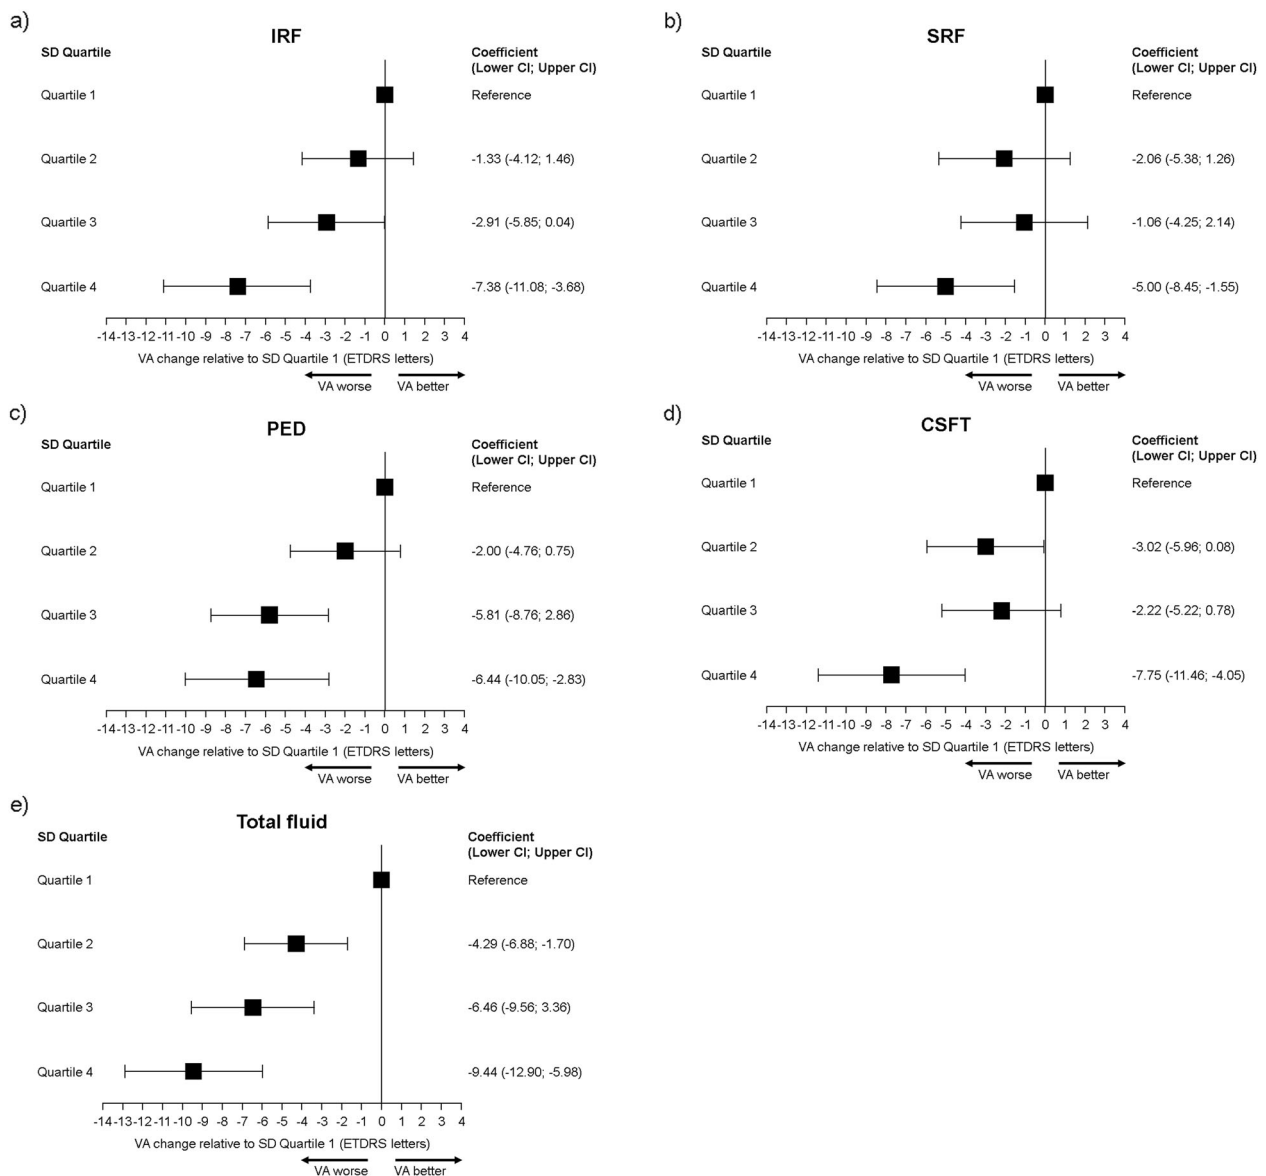 a)
IRF
SD Quartile
Coefficient
(Lower CI; Upper CI)
Quartile 1
Reference
Quartile 2
-1.33 (-4.12; 1.46)
Quartile 3
-2.91 (-5.85; 0.04)
Quartile 4
-7.38 (-11.08; -3.68)
-14 -13 -12 -11 -10 -9 -8 -7 -6 -5 -4 -3 -2 -1 0 1 2 3 4
VA change relative to SD Quartile 1 (ETDRS letters)
VA worse VA better
b)
SRF
SD Quartile
Coefficient
(Lower CI; Upper CI)
Quartile 1
Reference
Quartile 2
-2.06 (-5.38; 1.26)
Quartile 3
-1.06 (-4.25; 2.14)
Quartile 4
-5.00 (-8.45; -1.55)
-14 -13 -12 -11 -10 -9 -8 -7 -6 -5 -4 -3 -2 -1 0 1 2 3 4
VA change relative to SD Quartile 1 (ETDRS letters)
VA worse VA better
c)
PED
SD Quartile
Coefficient
(Lower CI; Upper CI)
Quartile 1
Reference
Quartile 2
-2.00 (-4.76; 0.75)
Quartile 3
-5.81 (-8.76; 2.86)
Quartile 4
-6.44 (-10.05; -2.83)
-14 -13 -12 -11 -10 -9 -8 -7 -6 -5 -4 -3 -2 -1 0 1 2 3 4
VA change relative to SD Quartile 1 (ETDRS letters)
VA worse VA better
d)
CSFT
SD Quartile
Coefficient
(Lower CI; Upper CI)
Quartile 1
Reference
Quartile 2
-3.02 (-5.96; 0.08)
Quartile 3
-2.22 (-5.22; 0.78)
Quartile 4
-7.75 (-11.46; -4.05)
-14 -13 -12 -11 -10 -9 -8 -7 -6 -5 -4 -3 -2 -1 0 1 2 3 4
VA change relative to SD Quartile 1 (ETDRS letters)
VA worse VA better
e)
Total fluid
SD Quartile
Coefficient
(Lower CI; Upper CI)
Quartile 1
Reference
Quartile 2
-4.29 (-6.88; -1.70)
Quartile 3
-6.46 (-9.56; 3.36)
Quartile 4
-9.44 (-12.90; -5.98)
-14 -13 -12 -11 -10 -9 -8 -7 -6 -5 -4 -3 -2 -1 0 1 2 3 4
VA change relative to SD Quartile 1 (ETDRS letters)
VA worse VA better